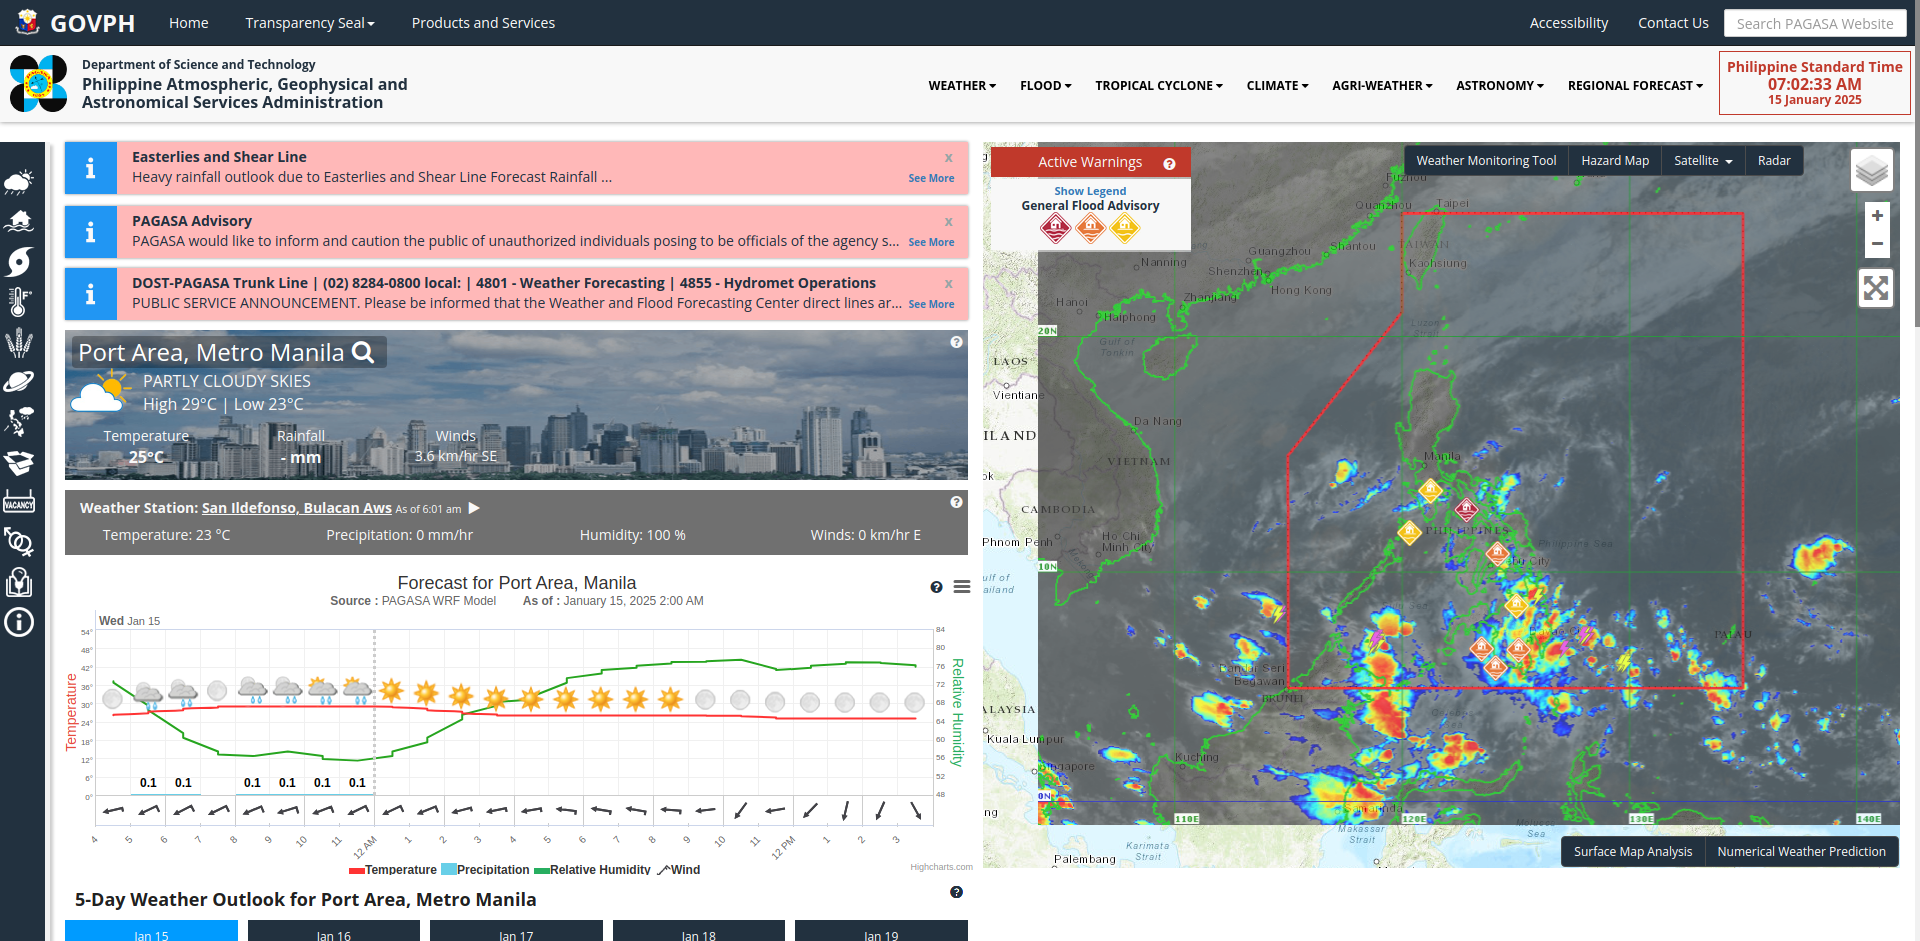 GOVPH
Home
Transparency Seal
Products and Services
Accessibility
Contact Us
Search PAGASA Website
Department of Science and Technology
Philippine Atmospheric, Geophysical and
Astronomical Services Administration
WEATHER
FLOOD
TROPICAL CYCLONE
CLIMATE
AGRI-WEATHER
ASTRONOMY
REGIONAL FORECAST
Philippine Standard Time
07:02:33 AM
15 January 2025
Easterlies and Shear Line
x
Heavy rainfall outlook due to Easterlies and Shear Line Forecast Rainfall ...
See More
PAGASA Advisory
x
PAGASA would like to inform and caution the public of unauthorized individuals posing to be officials of the agency s...
See More
DOST-PAGASA Trunk Line | (02) 8284-0800 local: | 4801 - Weather Forecasting | 4855 - Hydromet Operations
x
PUBLIC SERVICE ANNOUNCEMENT. Please be informed that the Weather and Flood Forecasting Center direct lines ar...
See More
Port Area, Metro Manila
PARTLY CLOUDY SKIES
High 29°C | Low 23°C
Temperature
Rainfall
Winds
25°C
- mm
3.6 km/hr SE
Weather Station: San Ildefonso, Bulacan Aws As of 6:01 am
Temperature: 23 °C
Precipitation: 0 mm/hr
Humidity: 100 %
Winds: 0 km/hr E
Forecast for Port Area, Manila
Source : PAGASA WRF Model As of : January 15, 2025 2:00 AM
Wed Jan 15
Temperature
54°
48°
42°
36°
30°
24°
18°
12°
6°
0°
84
80
76
72
68
64
60
56
52
48
Relative Humidity
0.1
0.1
0.1
0.1
0.1
0.1
4
5
6
7
8
9
10
11
12 AM
1
2
3
4
5
6
7
8
9
10
11
12 PM
1
2
3
Temperature
Precipitation
Relative Humidity
Wind
Highcharts.com
5-Day Weather Outlook for Port Area, Metro Manila
Jan 15
Jan 16
Jan 17
Jan 18
Jan 19
VACANCY
Active Warnings
Show Legend
General Flood Advisory
Weather Monitoring Tool
Hazard Map
Satellite
Radar
+
−
Fuzhou
Quanzhou
Taipei
TAIWAN
Guangzhou
Shantou
Nanning
Shenzhen
Kaohsiung
Hong Kong
Hanoi
Zhanjiang
Haiphong
Luzon
Strait
20N
Gulf of
Tonkin
LAOS
Vientiane
Da Nang
ILAND
Manila
VIETNAM
ok
CAMBODIA
PHILIPPINES
Phnom Penh
Ho Chi
Minh City
Philippine Sea
10N
ulf of
ailand
PALAU
Bandar Seri
Begawan
BRUNEI
ALAYSIA
Kuala Lumpur
Kuching
ngapore
0N
Samarinda
ng
110E
120E
130E
140E
Makassar
Strait
Sea
Karimata
Strait
Palembang
Surface Map Analysis
Numerical Weather Prediction